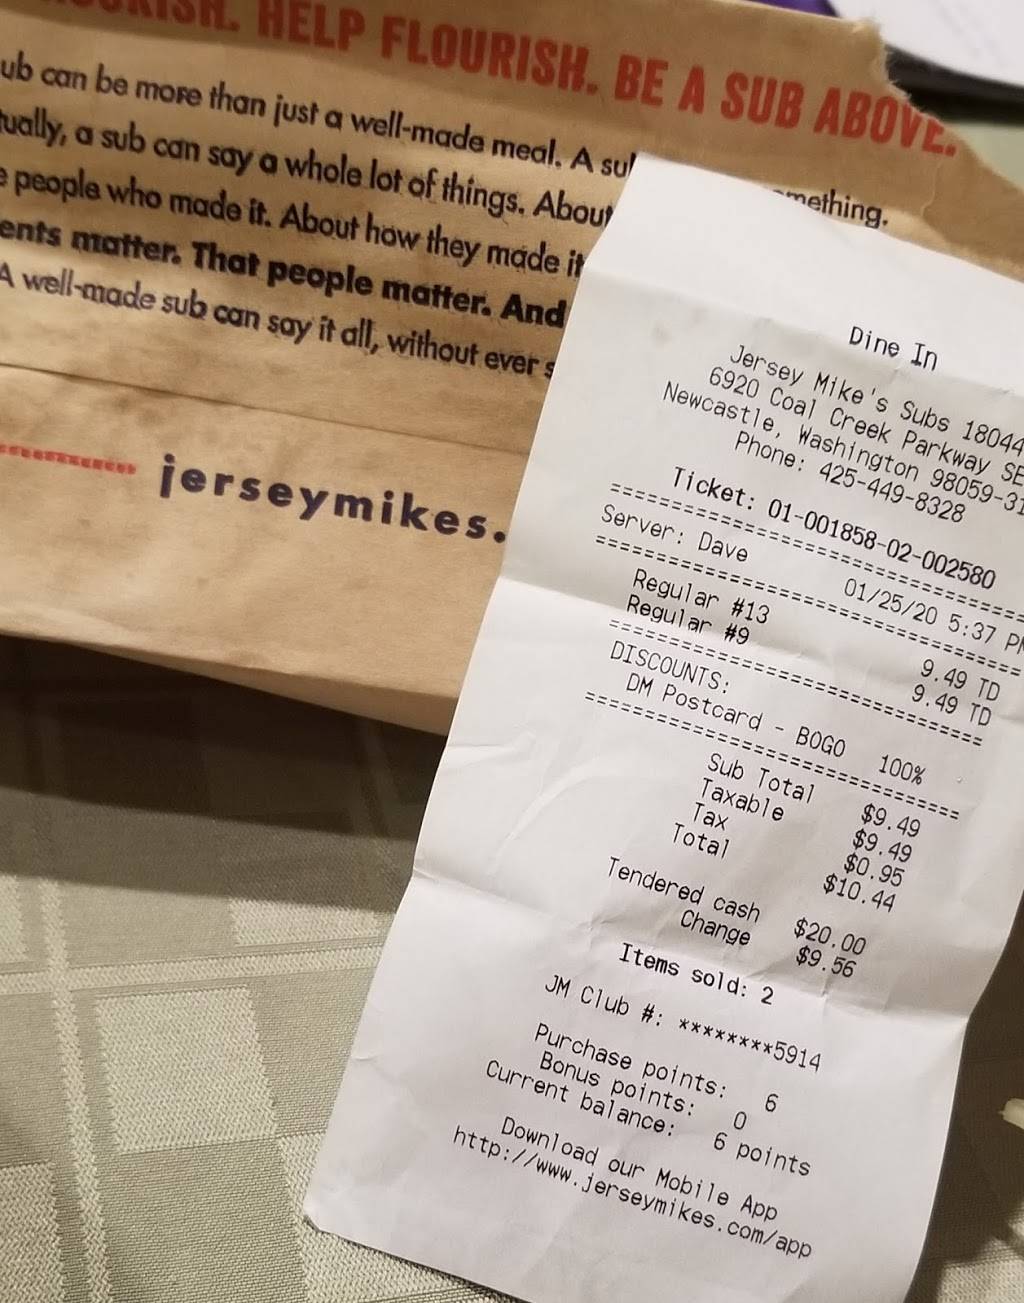 HELP FLOURISH. BE A SUB ABOVE.
ub can be more than just a well-made meal. A
tually, a sub can say a whole lot of things. About
e people who made it. About how they made it
ents matter. That people matter. And
A well-made sub can say it all, without ever s
jerseymikes.
Dine In
Jersey Mike's Subs 18044
6920 Coal Creek Parkway SE
Newcastle, Washington 98059-31
Phone: 425-449-8328
Ticket: 01-001858-02-002580
====================================
Server: Dave 01/25/20 5:37 PM
====================================
Regular #13 9.49 TD
Regular #9 9.49 TD
====================================
DISCOUNTS:
DM Postcard - BOGO 100%
====================================
Sub Total $9.49
Taxable $9.49
Tax $0.95
Total $10.44
Tendered cash $20.00
Change $9.56
Items sold: 2
JM Club #: ********5914
Purchase points: 6
Bonus points: 0
Current balance: 6 points
Download our Mobile App
http://www.jerseymikes.com/app